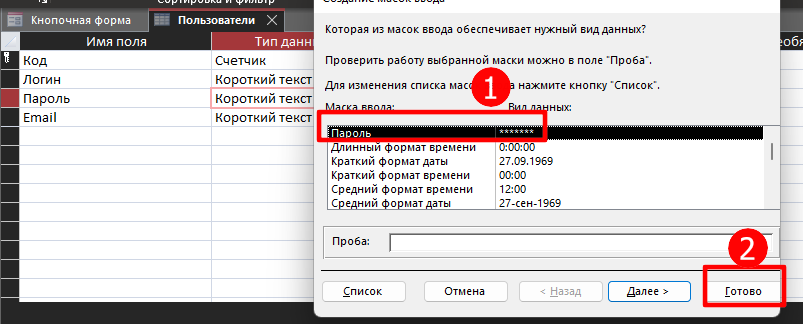 Сортировка и фильтр
Создание масок ввода
Кнопочная форма
Пользователи
Имя поля
Тип данн
Код
Счетчик
Логин
Короткий текст
Пароль
Короткий текст
Email
Короткий текст
Которая из масок ввода обеспечивает нужный вид данных?
Проверить работу выбранной маски можно в поле "Проба".
Для изменения списка мас а нажмите кнопку "Список".
1
Маска ввода: Вид данных:
Пароль *******
Длинный формат времени 0:00:00
Краткий формат даты 27.09.1969
Краткий формат времени 00:00
Средний формат времени 12:00
Средний формат даты 27-сен-1969
Проба:
2
Список
Отмена
< Назад
Далее >
Готово